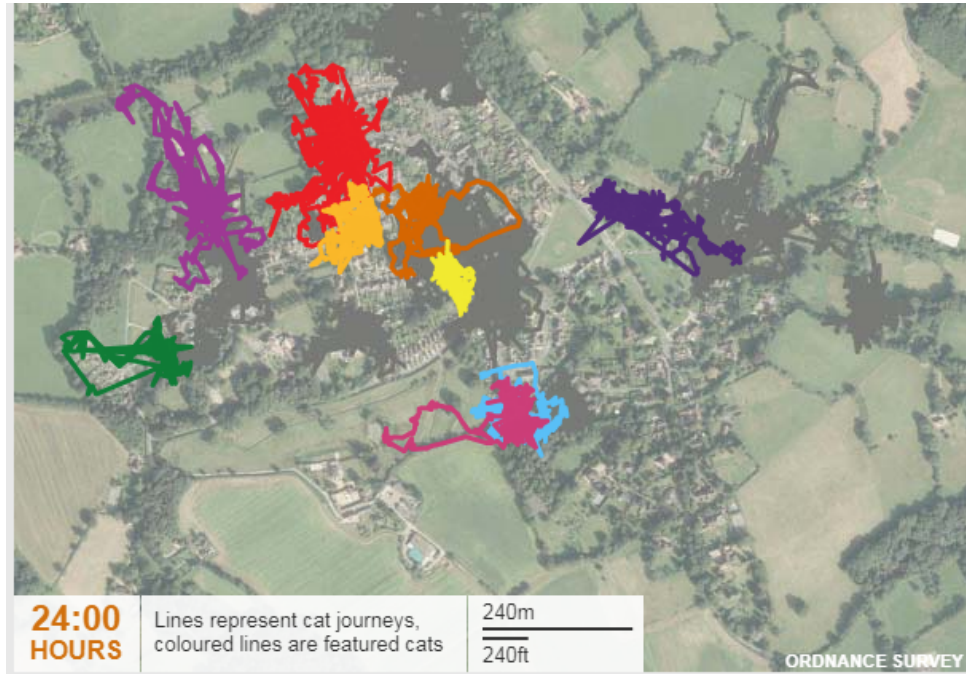 24:00
HOURS
Lines represent cat journeys,
coloured lines are featured cats
240m
240ft
ORDNANCE SURVEY